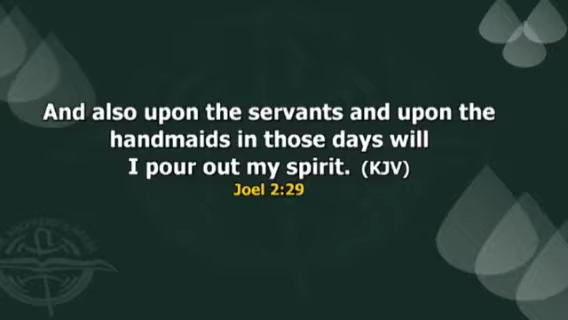 And also upon the servants and upon the
handmaids in those days will
I pour out my spirit. (KJV)
Joel 2:29